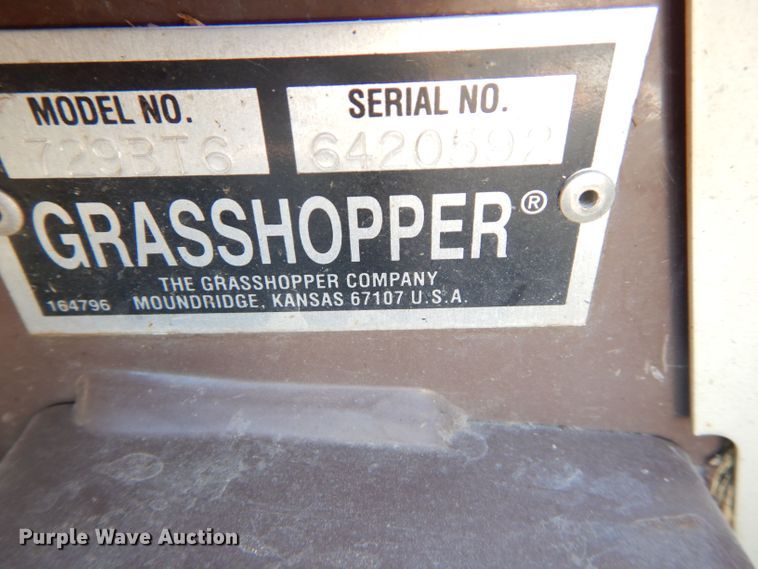 MODEL NO. SERIAL NO.
729BT6 6420592
GRASSHOPPER®
THE GRASSHOPPER COMPANY
164796 MOUNDRIDGE, KANSAS 67107 U.S.A.
Purple Wave Auction